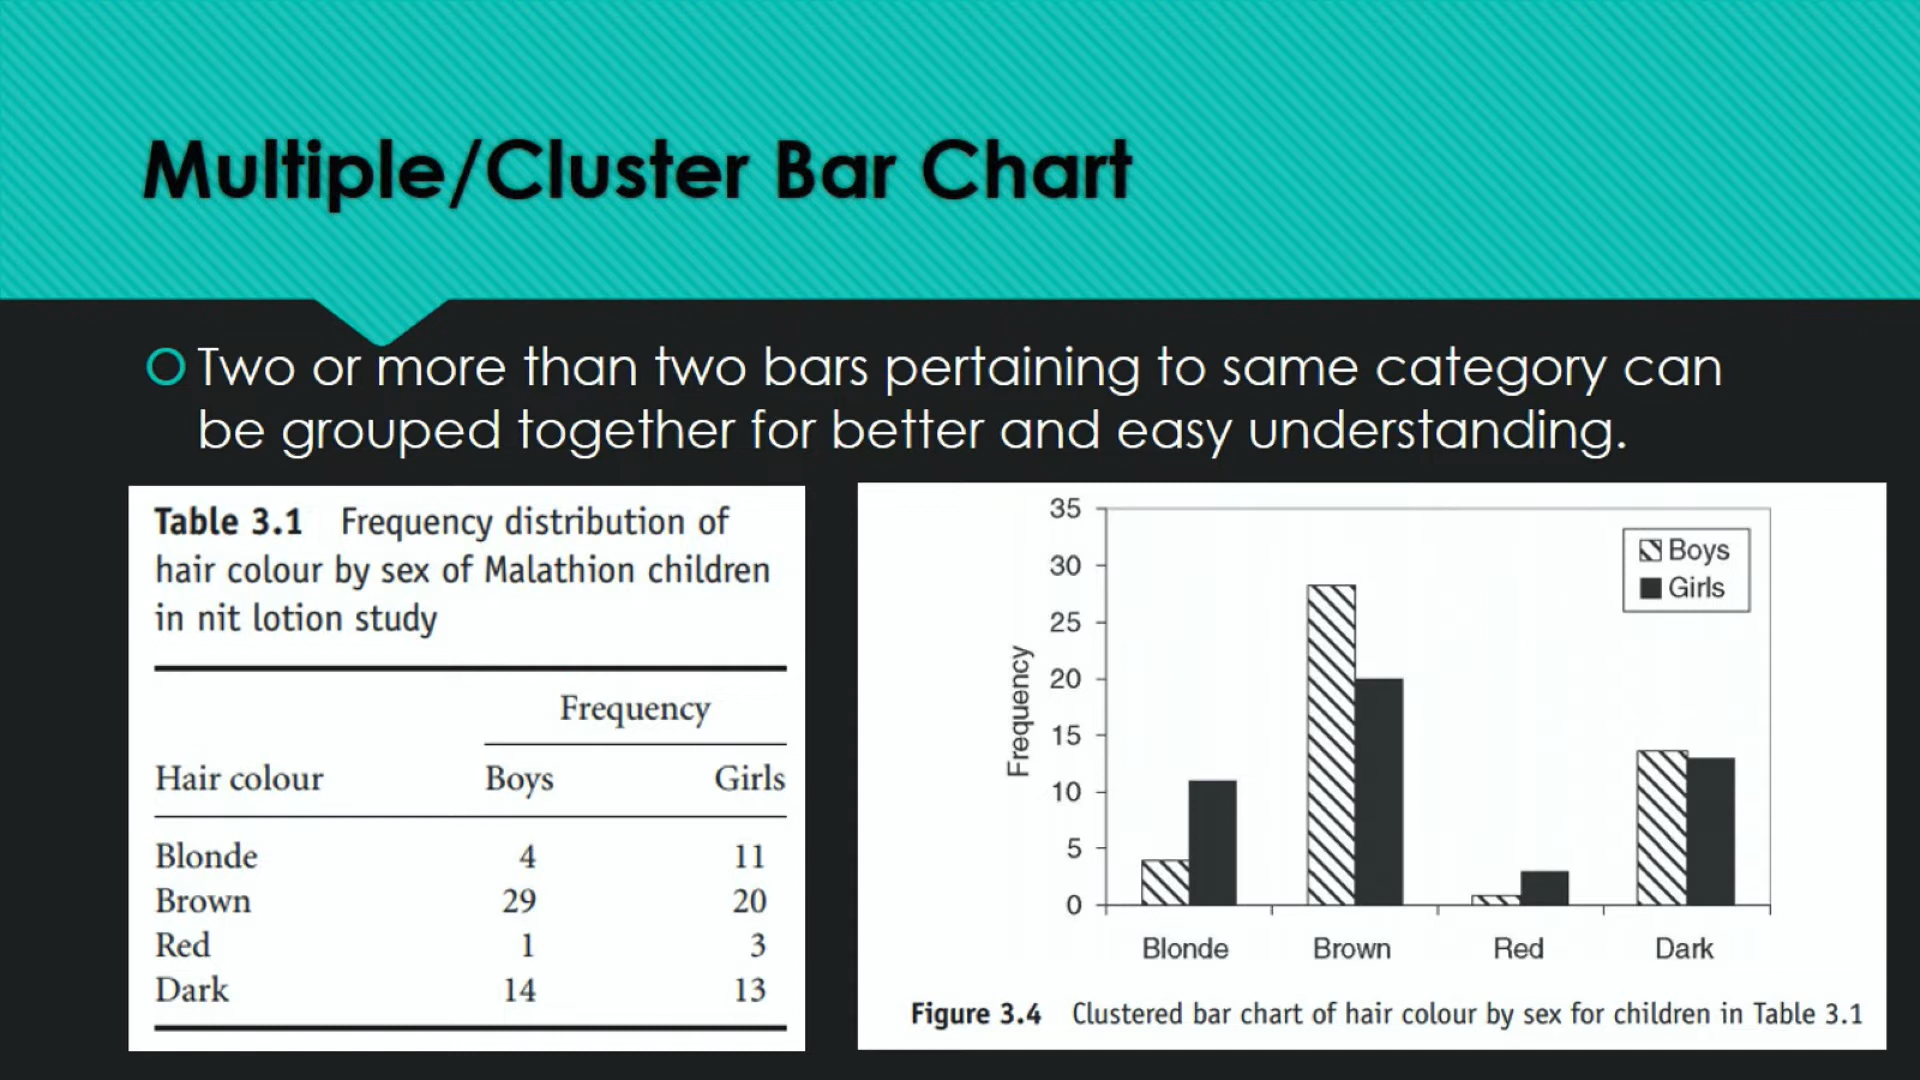 Multiple/Cluster Bar Chart
Two or more than two bars pertaining to same category can
be grouped together for better and easy understanding.
Table 3.1 Frequency distribution of
hair colour by sex of Malathion children
in nit lotion study
Frequency
Hair colour Boys Girls
Blonde 4 11
Brown 29 20
Red 1 3
Dark 14 13
35
30
25
20
15
10
5
0
Frequency
Boys
Girls
Blonde Brown Red Dark
Figure 3.4 Clustered bar chart of hair colour by sex for children in Table 3.1